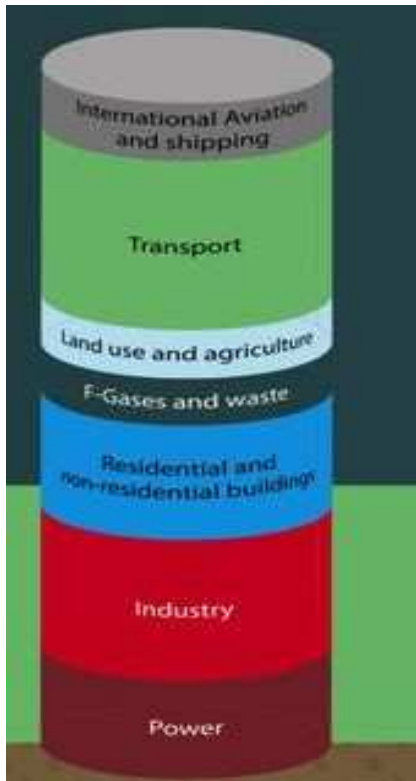 International Aviation
and shipping
Transport
Land use and agriculture
F-Gases and waste
Residential and
non-residential buildings
Industry
Power